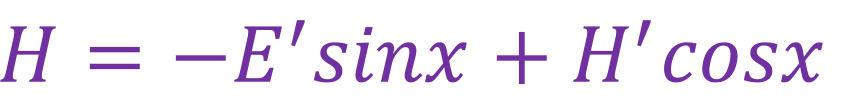 H = −E′sinx + H′cosx